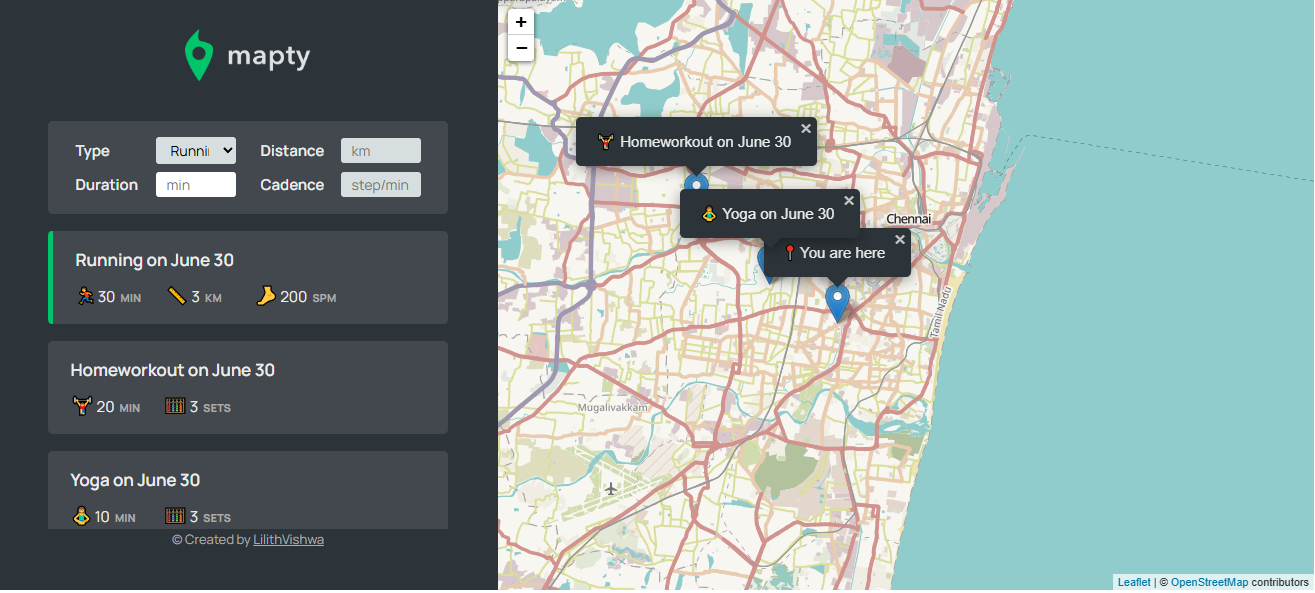 mapty
Type Runni Distance km
Duration min Cadence step/min
Running on June 30
30 MIN 3 KM 200 SPM
Homeworkout on June 30
20 MIN 3 SETS
Yoga on June 30
10 MIN 3 SETS
© Created by LilithVishwa
+
−
Homeworkout on June 30 ×
Yoga on June 30 ×
Chennai
You are here ×
Tamil Nadu
Mugalivakkam
Leaflet | © OpenStreetMap contributors